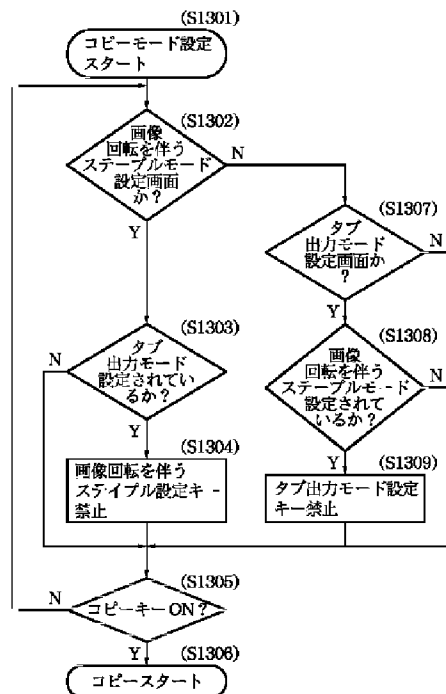 (S1301)
コピーモード設定
スタート
(S1302)
画像
回転を伴う
ステープルモード
設定画面
か？
N
Y
(S1307)
タブ
出力モード
設定画面か
？
N
Y
(S1303)
タブ
出力モード
設定されてい
るか？
N
Y
(S1308)
画像
回転を伴う
ステープルモード
設定されて
いるか？
N
Y
(S1304)
画像回転を伴う
ステイプル設定キー
禁止
(S1309)
タブ出力モード設定
キー禁止
(S1305)
コピーキーON？
N
Y
(S1306)
コピースタート